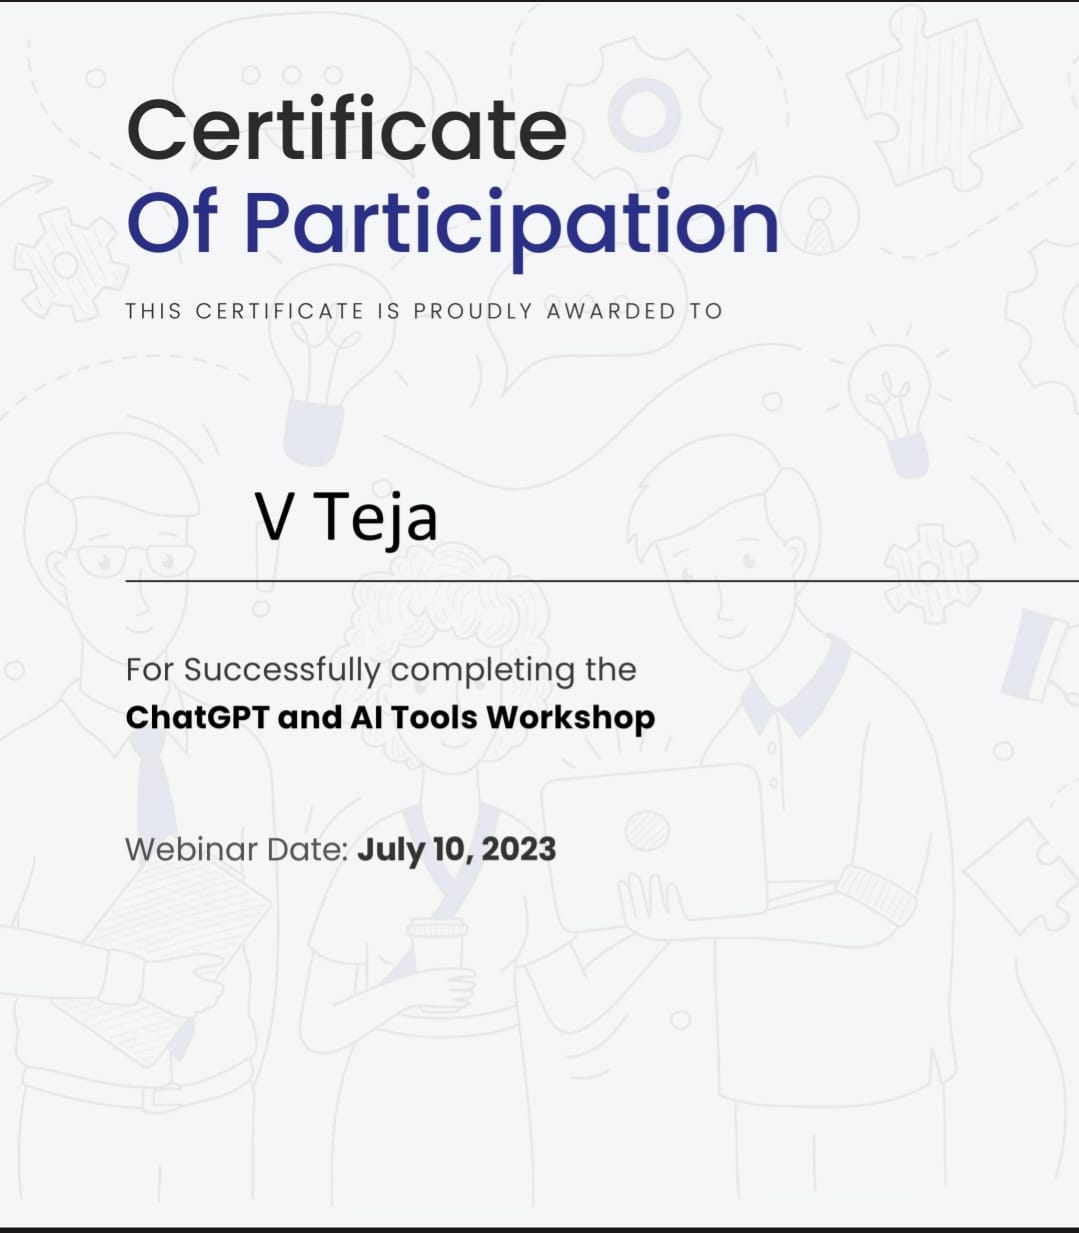 Certificate
Of Participation
THIS CERTIFICATE IS PROUDLY AWARDED TO
V Teja
For Successfully completing the
ChatGPT and AI Tools Workshop
Webinar Date: July 10, 2023